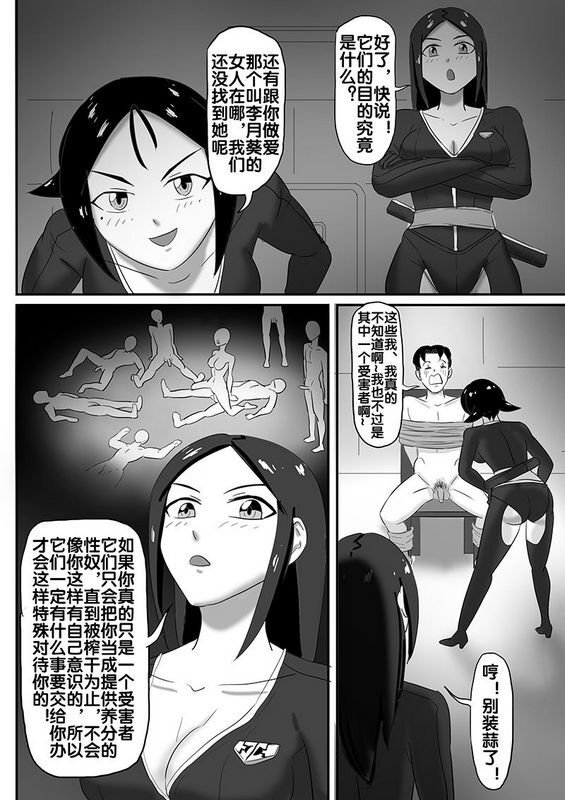 好了，快说！
它们的目的究竟
是什么？
还有跟你做爱
那个叫李月葵的
女人在哪，我们
还没找到她呢
这些我、我真的
不知道啊~我也不过是
其中一个受害者啊~
哼！别装蒜了！
如果你真的只是一个受害者
它们只会把你当成提供养分的
性奴，直到被榨干为止，不会
像你这样有自己意识的，所以
它们一定有什么事要交给你办
才会这样特殊对待你的！